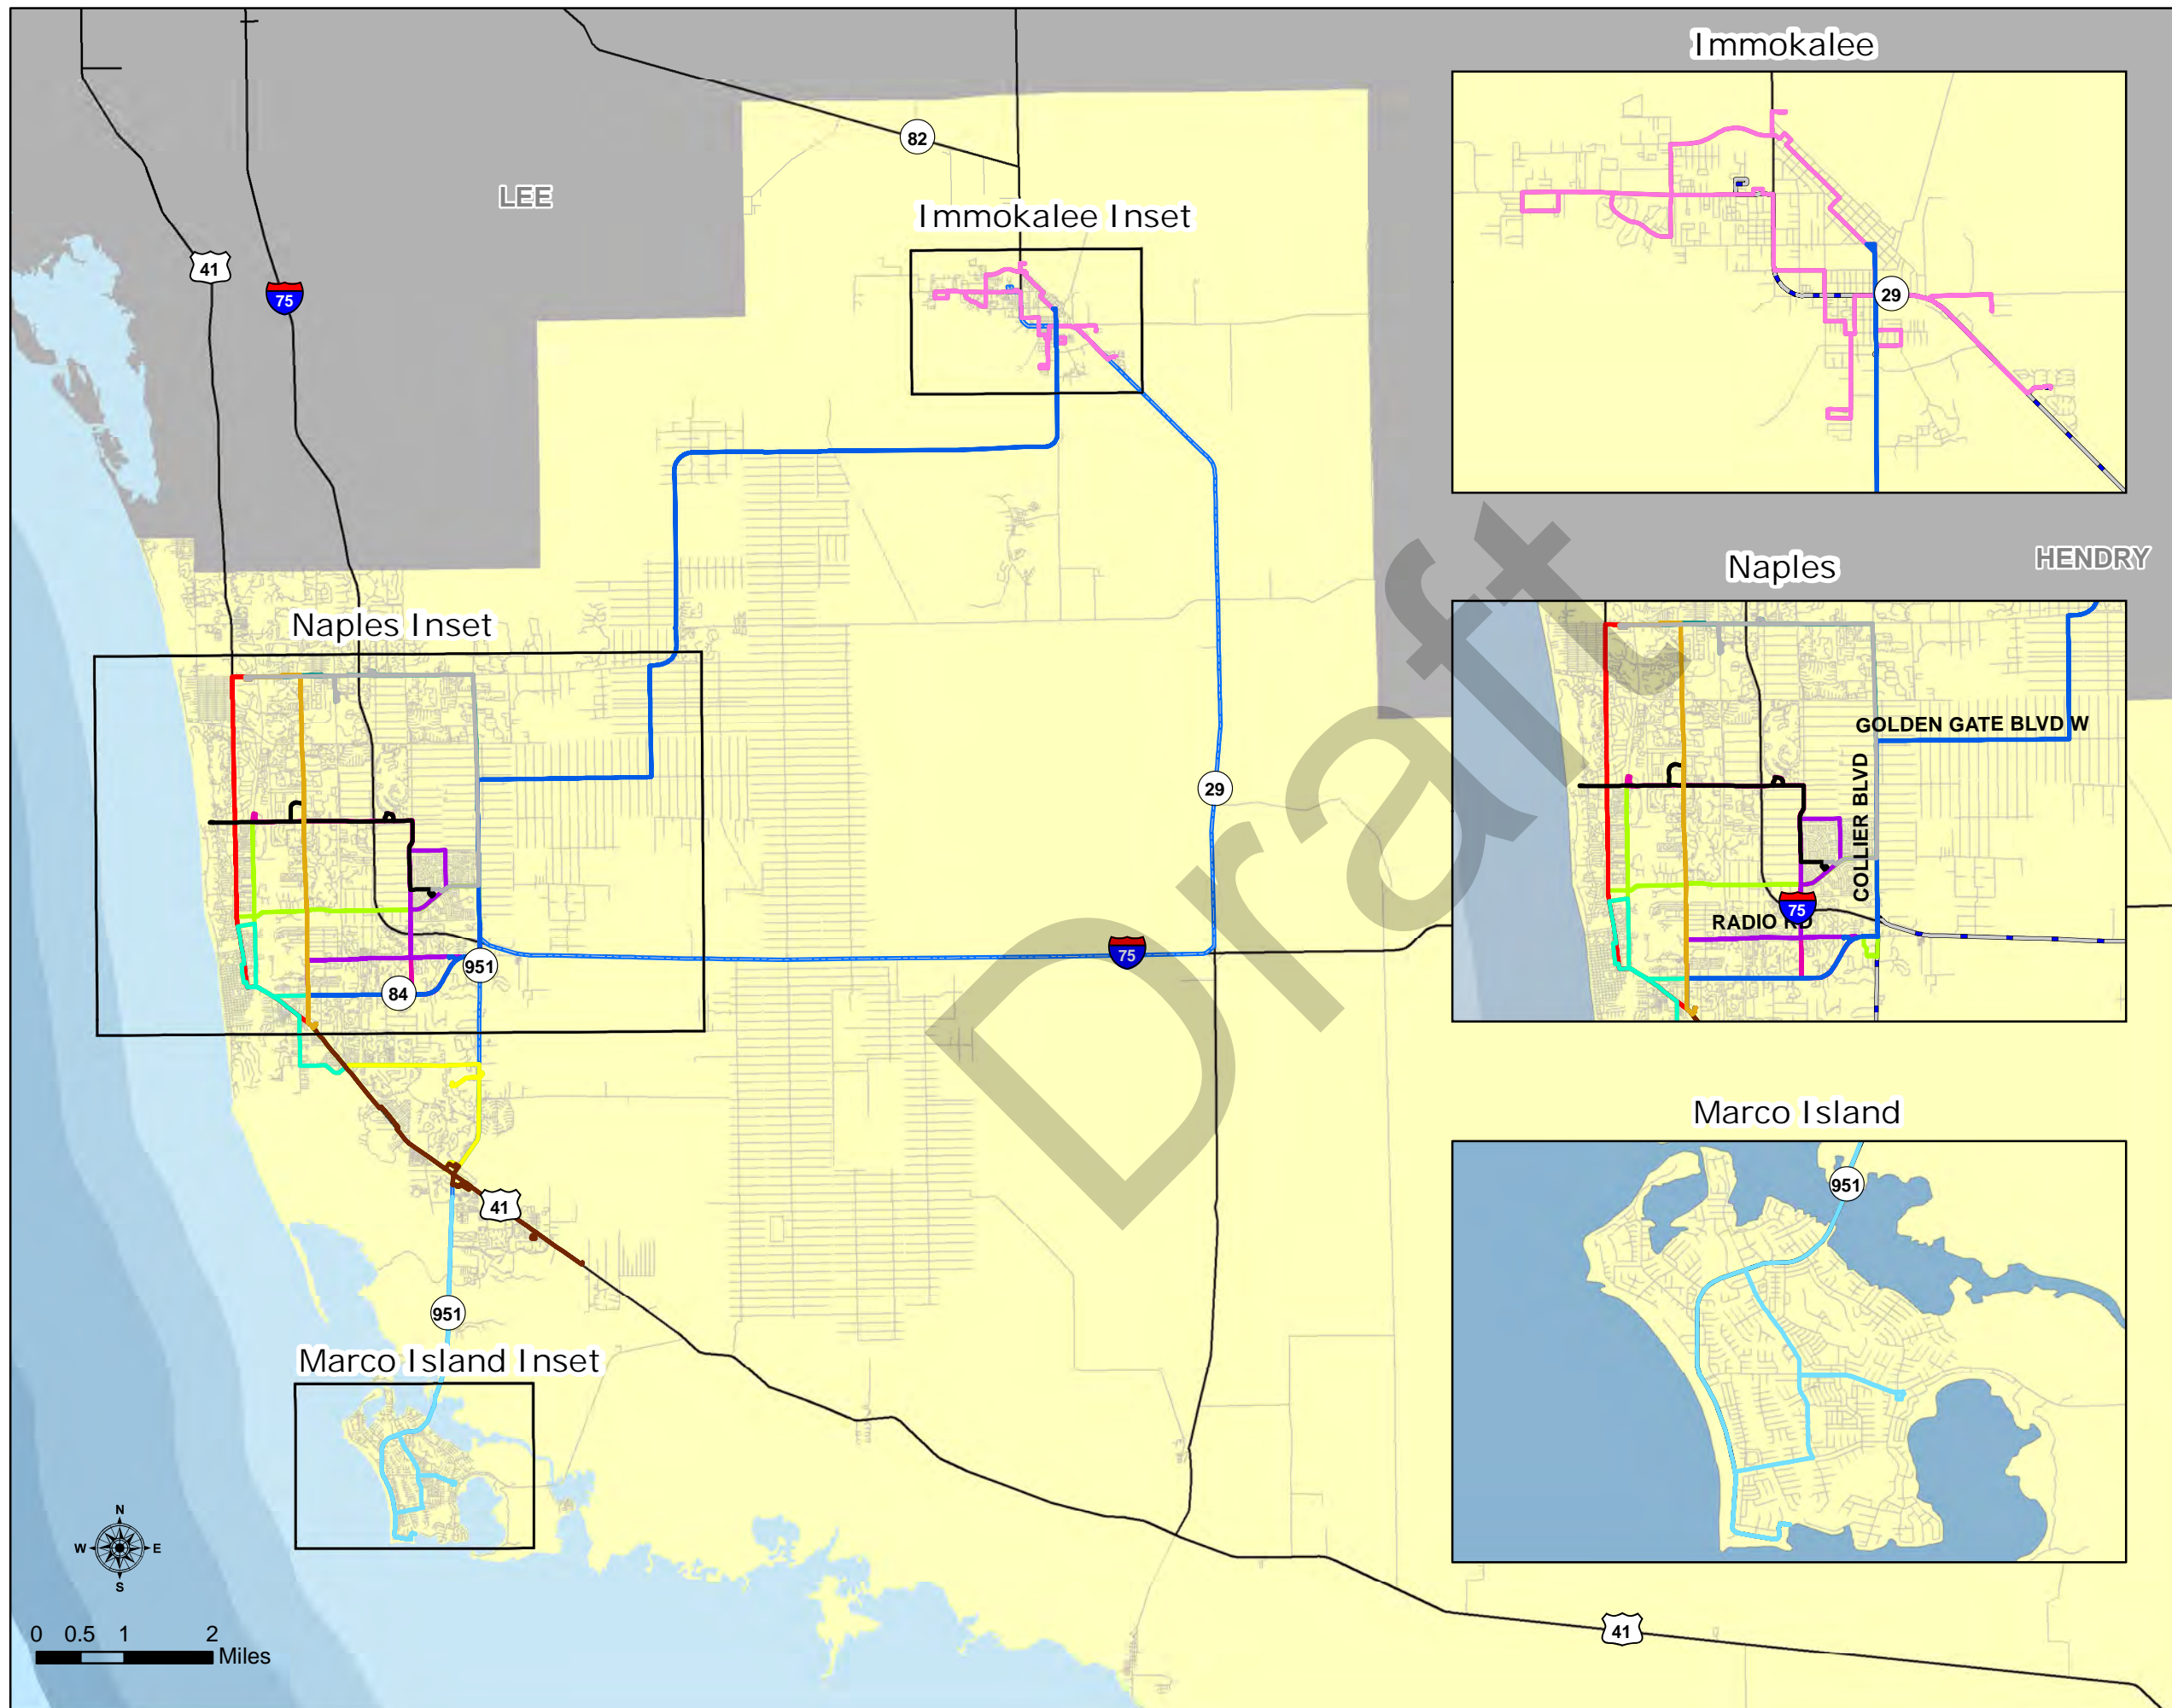 Immokalee
82
LEE
Immokalee Inset
41
75
29
HENDRY
Naples
Naples Inset
GOLDEN GATE BLVD W
COLLIER BLVD
29
75
RADIO RD
75
951
84
Draft
Marco Island
951
41
951
Marco Island Inset
N
W E
S
0 0.5 1 2
Miles
41